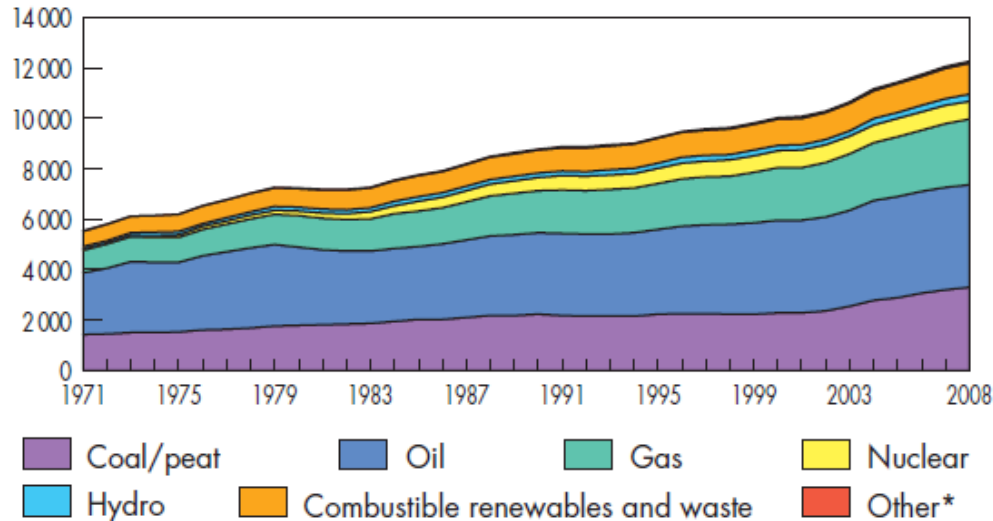 14 000
12 000
10 000
8 000
6 000
4 000
2 000
0
1971 1975 1979 1983 1987 1991 1995 1999 2003 2008
Coal/peat Oil Gas Nuclear
Hydro Combustible renewables and waste Other*